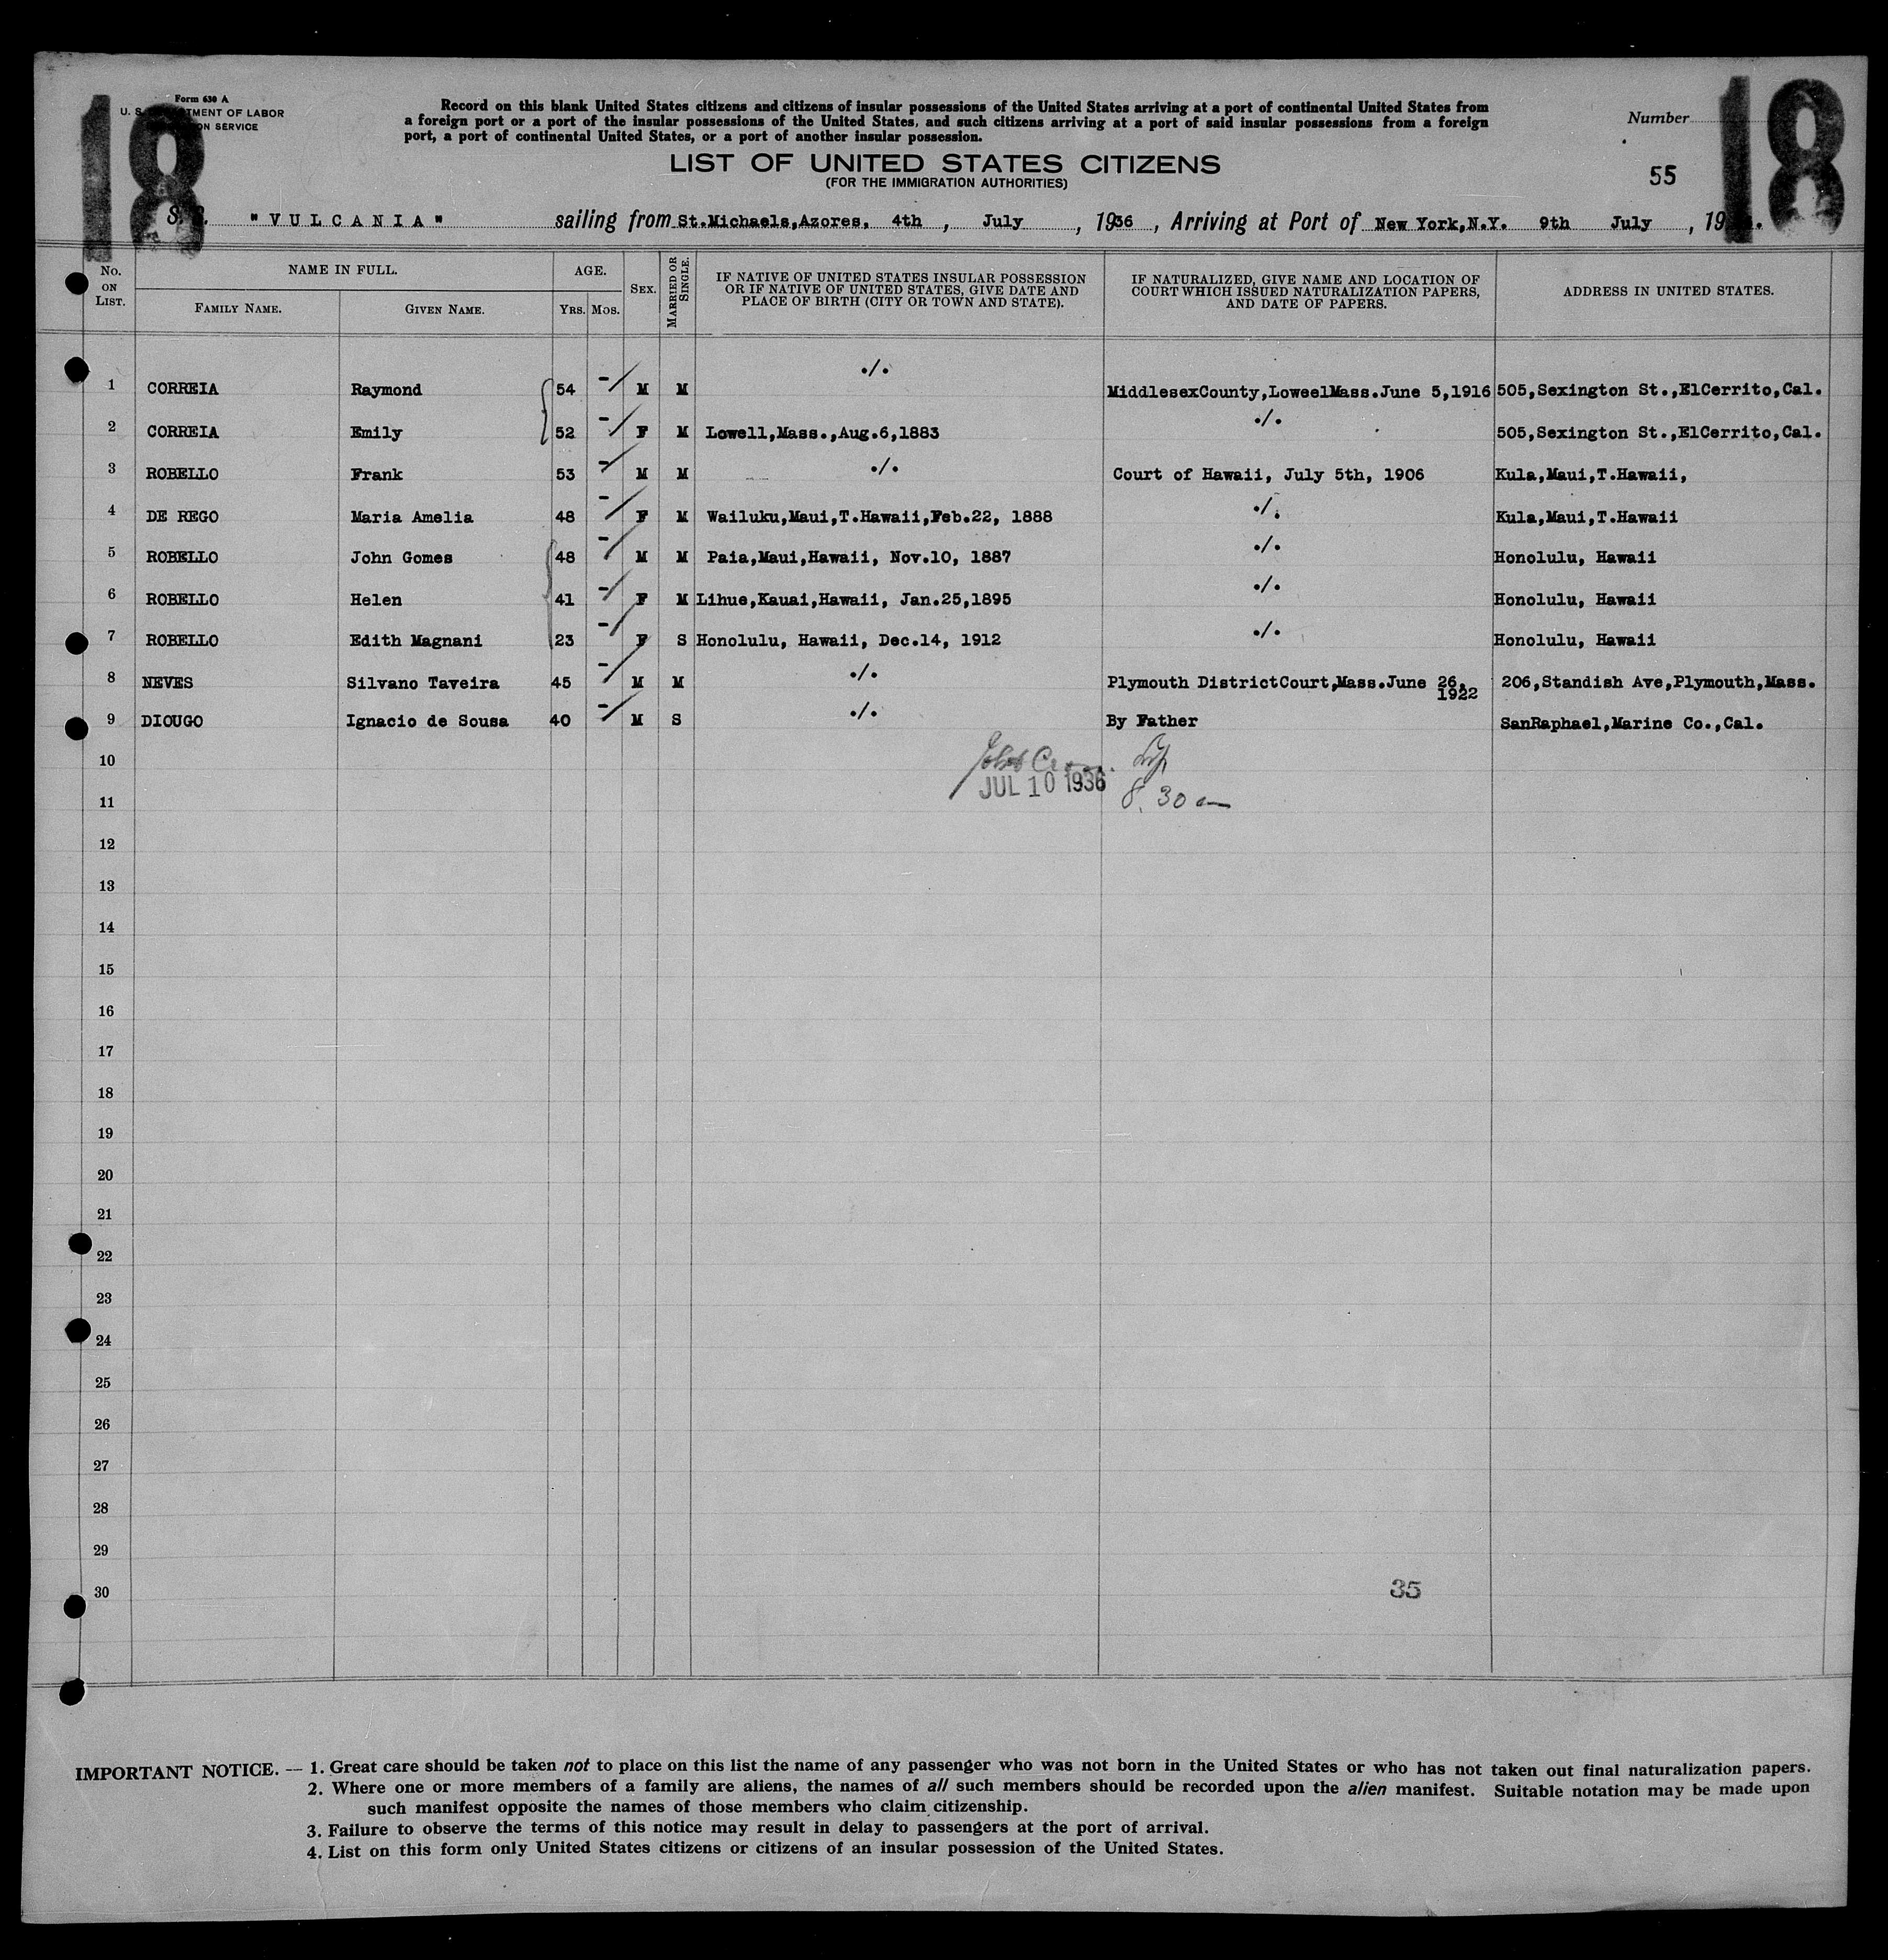 18
18
Form 630 A
U. S. DEPARTMENT OF LABOR
SERVICE
Record on this blank United States citizens and citizens of insular possessions of the United States arriving at a port of continental United States from
a foreign port or a port of the insular possessions of the United States, and such citizens arriving at a port of said insular possessions from a foreign
port, a port of continental United States, or a port of another insular possession.
Number
LIST OF UNITED STATES CITIZENS
(FOR THE IMMIGRATION AUTHORITIES)
55
S. S. "VULCANIA" sailing from St.Michaels,Azores, 4th , July , 1936 , Arriving at Port of New York,N.Y. 9th July , 19
No. ON LIST.
NAME IN FULL.
FAMILY NAME.
GIVEN NAME.
AGE.
YRS. MOS.
SEX.
MARRIED OR SINGLE.
IF NATIVE OF UNITED STATES INSULAR POSSESSION
OR IF NATIVE OF UNITED STATES, GIVE DATE AND
PLACE OF BIRTH (CITY OR TOWN AND STATE).
IF NATURALIZED, GIVE NAME AND LOCATION OF
COURT WHICH ISSUED NATURALIZATION PAPERS,
AND DATE OF PAPERS.
ADDRESS IN UNITED STATES.
1 CORREIA Raymond 54 - M M ./. MiddlesexCounty,LoweelMass.June 5,1916 505,Sexington St.,ElCerrito,Cal.
2 CORREIA Emily 52 - F M Lowell,Mass.,Aug.6,1883 ./. 505,Sexington St.,ElCerrito,Cal.
3 ROBELLO Frank 53 - M M ./. Court of Hawaii, July 5th, 1906 Kula,Maui,T.Hawaii,
4 DE REGO Maria Amelia 48 - F M Wailuku,Maui,T.Hawaii,Feb.22, 1888 ./. Kula,Maui,T.Hawaii
5 ROBELLO John Gomes 48 - M M Paia,Maui,Hawaii, Nov.10, 1887 ./. Honolulu, Hawaii
6 ROBELLO Helen 41 - F M Lihue,Kauai,Hawaii, Jan.25,1895 ./. Honolulu, Hawaii
7 ROBELLO Edith Magnani 23 - F S Honolulu, Hawaii, Dec.14, 1912 ./. Honolulu, Hawaii
8 NEVES Silvano Taveira 45 - M M ./. Plymouth DistrictCourt,Mass.June 26, 1922 206,Standish Ave,Plymouth,Mass.
9 DIOUGO Ignacio de Sousa 40 - M S ./. By Father SanRaphael,Marine Co.,Cal.
10
JUL 10 1936
8.30
11
12
13
14
15
16
17
18
19
20
21
22
23
24
25
26
27
28
29
30
35
IMPORTANT NOTICE. — 1. Great care should be taken not to place on this list the name of any passenger who was not born in the United States or who has not taken out final naturalization papers.
2. Where one or more members of a family are aliens, the names of all such members should be recorded upon the alien manifest. Suitable notation may be made upon
such manifest opposite the names of those members who claim citizenship.
3. Failure to observe the terms of this notice may result in delay to passengers at the port of arrival.
4. List on this form only United States citizens or citizens of an insular possession of the United States.